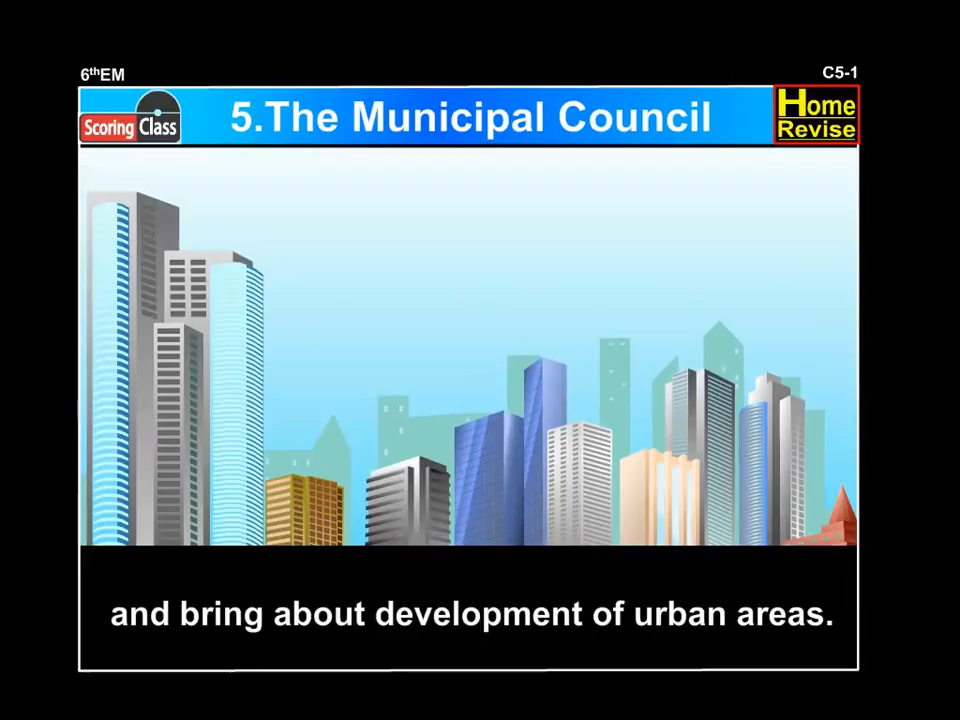 6thEM
C5-1
Scoring Class
5.The Municipal Council
Home
Revise
and bring about development of urban areas.